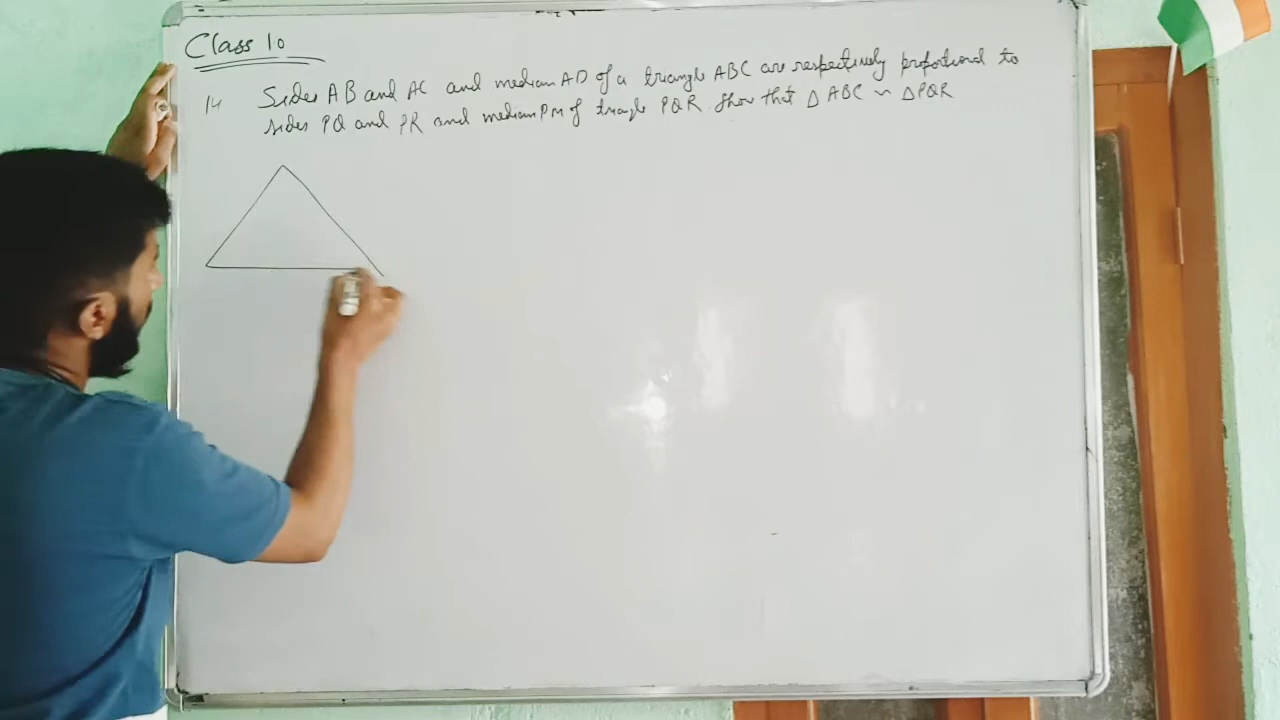 Class 10
14 Sides AB and AC and median AD of a triangle ABC are respectively proportional to
sides PQ and PR and median PM of triangle PQR. Show that △ ABC ~ △PQR